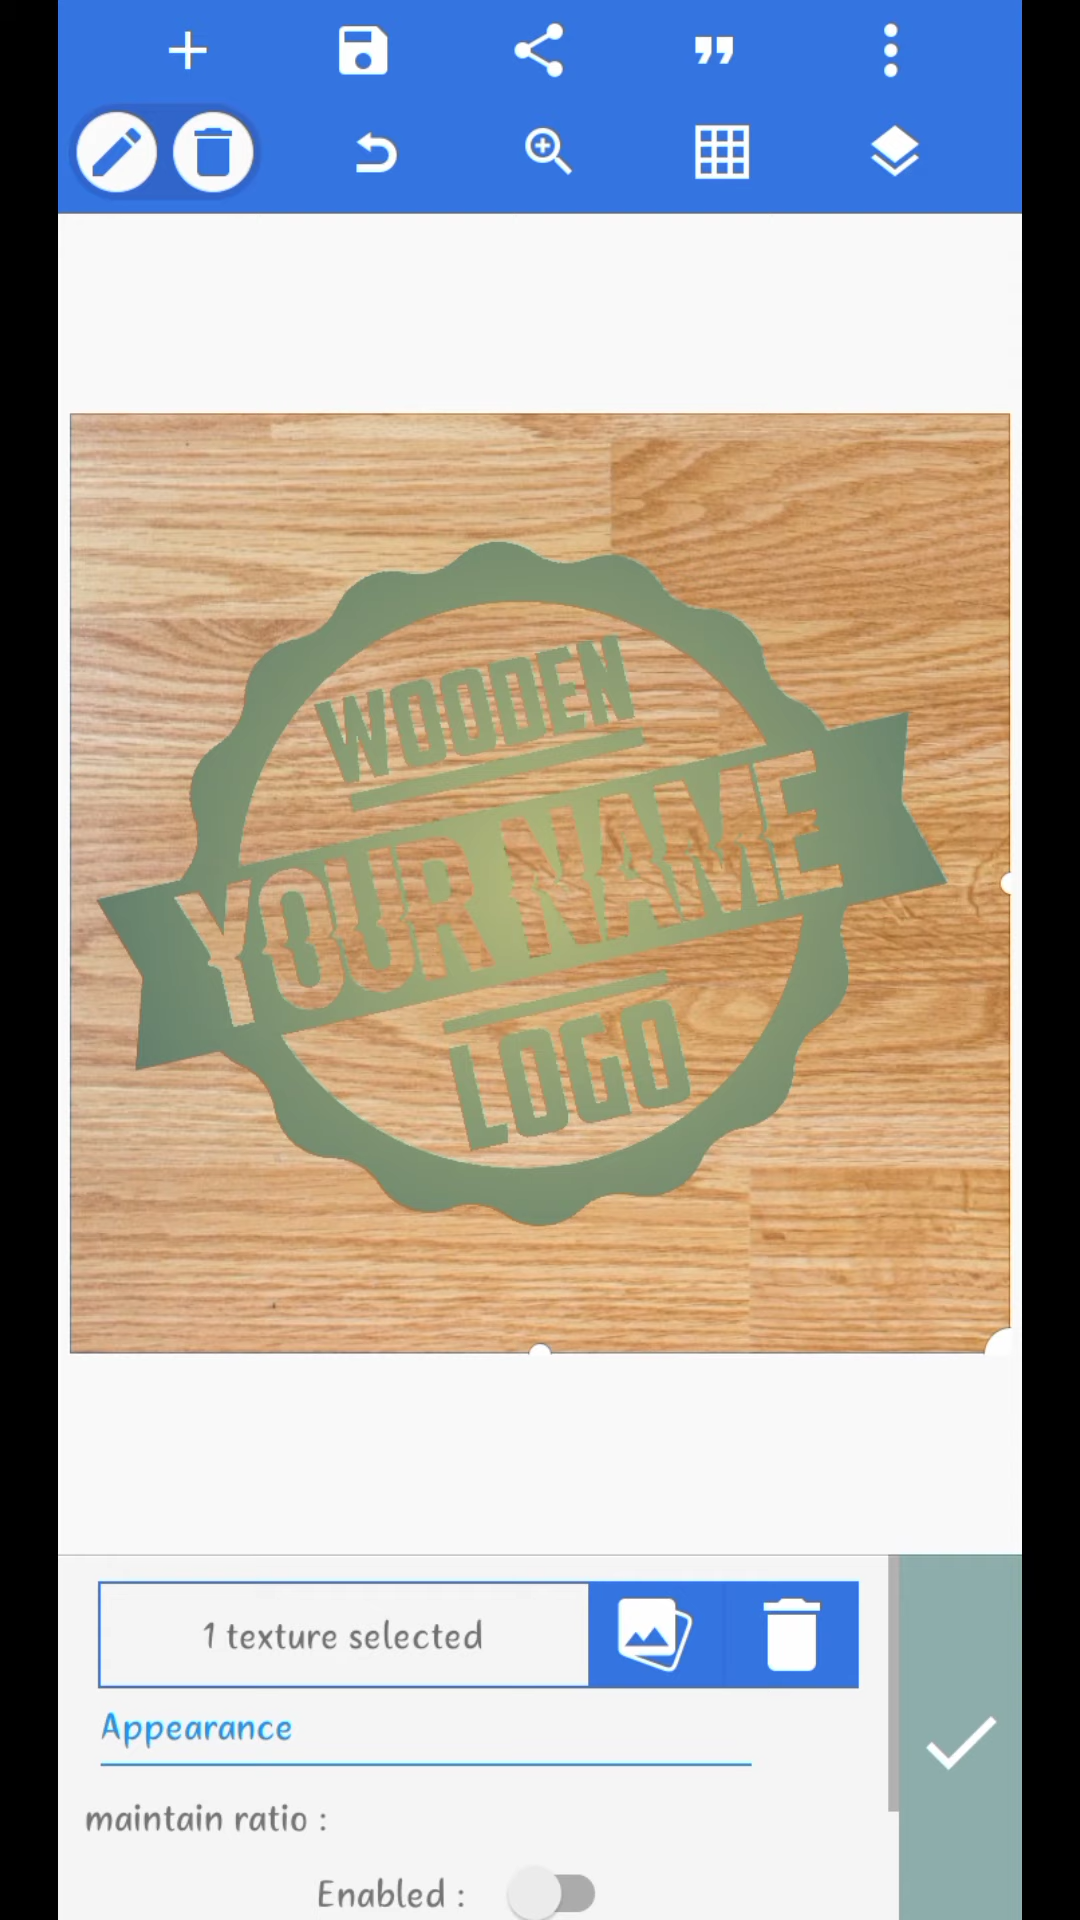 WOODEN
YOUR NAME
LOGO
1 texture selected
Appearance
maintain ratio :
Enabled :